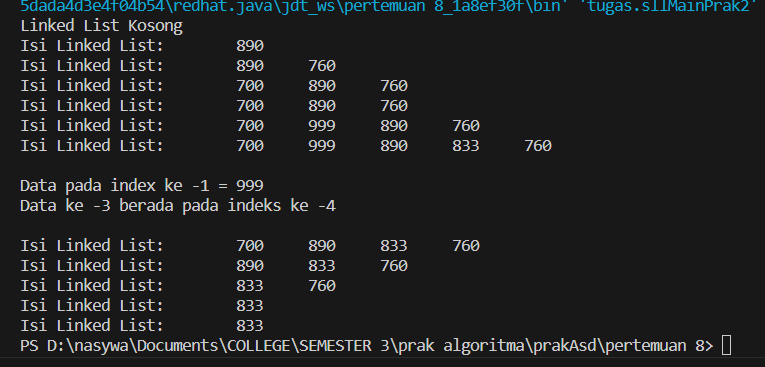 5dada4d3e4f04b54\redhat.java\jdt_ws\pertemuan 8_1a8ef30f\bin' 'tugas.sllMainPrak2'
Linked List Kosong
Isi Linked List: 890
Isi Linked List: 890 760
Isi Linked List: 700 890 760
Isi Linked List: 700 890 760
Isi Linked List: 700 999 890 760
Isi Linked List: 700 999 890 833 760
Data pada index ke -1 = 999
Data ke -3 berada pada indeks ke -4
Isi Linked List: 700 890 833 760
Isi Linked List: 890 833 760
Isi Linked List: 833 760
Isi Linked List: 833
Isi Linked List: 833
PS D:\nasywa\Documents\COLLEGE\SEMESTER 3\prak algoritma\prakAsd\pertemuan 8>